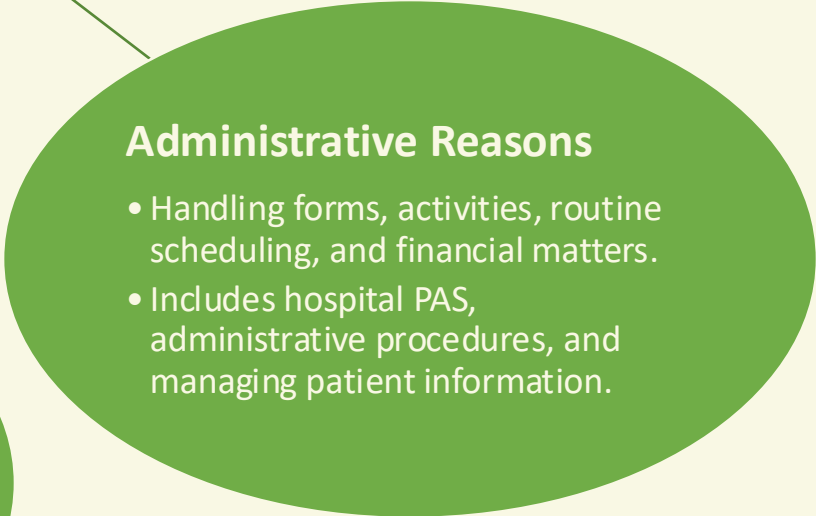 Administrative Reasons
• Handling forms, activities, routine
scheduling, and financial matters.
• Includes hospital PAS,
administrative procedures, and
managing patient information.